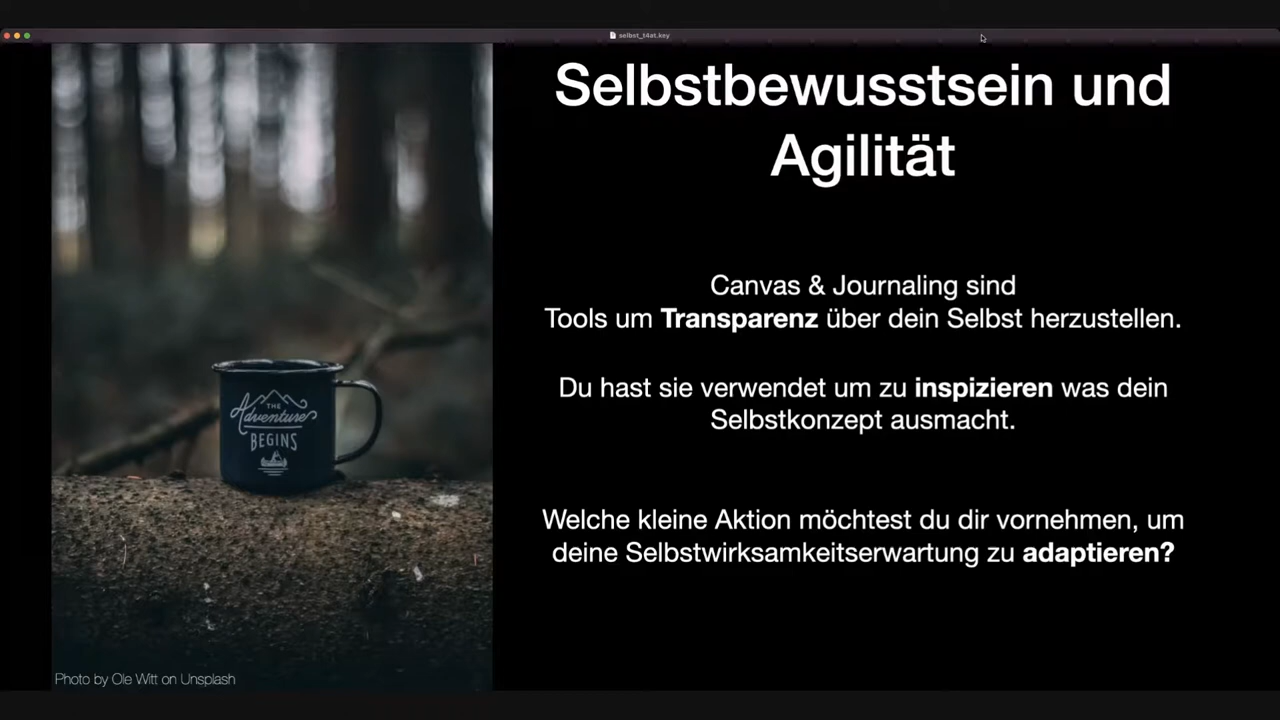 selbst_t4at.key
Selbstbewusstsein und
Agilität
Canvas & Journaling sind
Tools um Transparenz über dein Selbst herzustellen.
Du hast sie verwendet um zu inspizieren was dein
Selbstkonzept ausmacht.
Welche kleine Aktion möchtest du dir vornehmen, um
deine Selbstwirksamkeitserwartung zu adaptieren?
THE
Adventure
BEGINS
Photo by Ole Witt on Unsplash